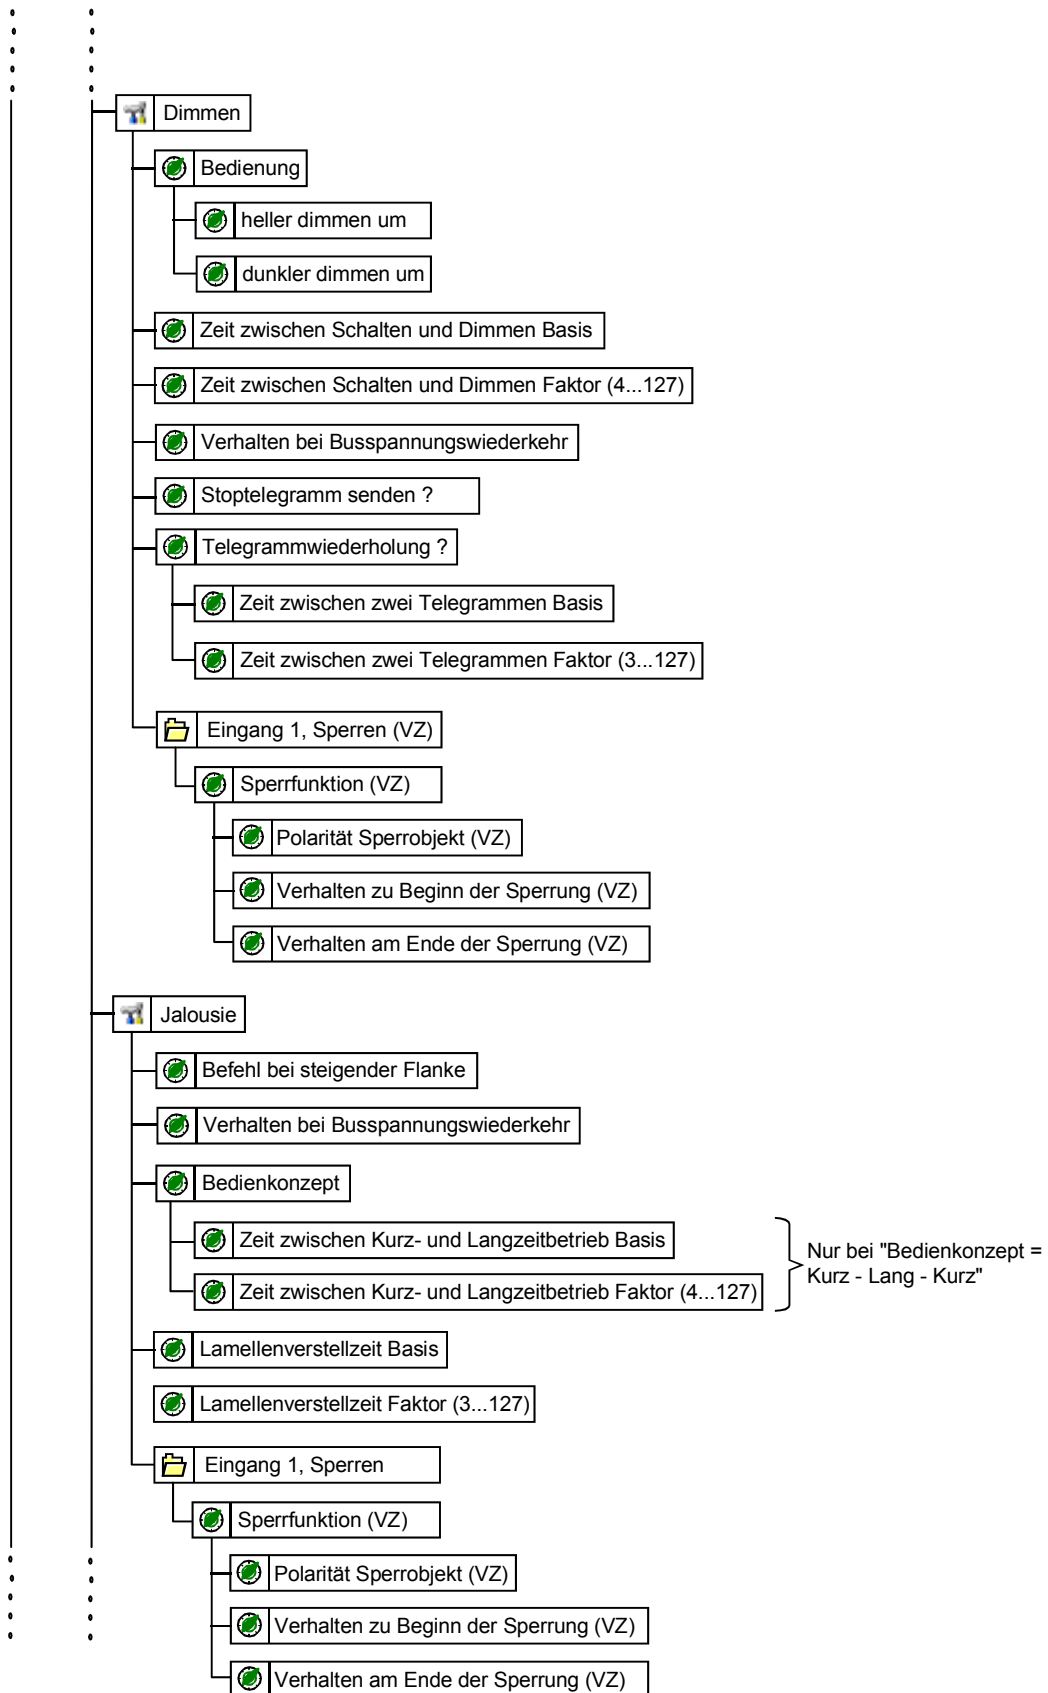 Dimmen
Bedienung
heller dimmen um
dunkler dimmen um
Zeit zwischen Schalten und Dimmen Basis
Zeit zwischen Schalten und Dimmen Faktor (4...127)
Verhalten bei Busspannungswiederkehr
Stoptelegramm senden ?
Telegrammwiederholung ?
Zeit zwischen zwei Telegrammen Basis
Zeit zwischen zwei Telegrammen Faktor (3...127)
Eingang 1, Sperren (VZ)
Sperrfunktion (VZ)
Polarität Sperrobjekt (VZ)
Verhalten zu Beginn der Sperrung (VZ)
Verhalten am Ende der Sperrung (VZ)
Jalousie
Befehl bei steigender Flanke
Verhalten bei Busspannungswiederkehr
Bedienkonzept
Zeit zwischen Kurz- und Langzeitbetrieb Basis
Zeit zwischen Kurz- und Langzeitbetrieb Faktor (4...127)
Nur bei "Bedienkonzept =
Kurz - Lang - Kurz"
Lamellenverstellzeit Basis
Lamellenverstellzeit Faktor (3...127)
Eingang 1, Sperren
Sperrfunktion (VZ)
Polarität Sperrobjekt (VZ)
Verhalten zu Beginn der Sperrung (VZ)
Verhalten am Ende der Sperrung (VZ)